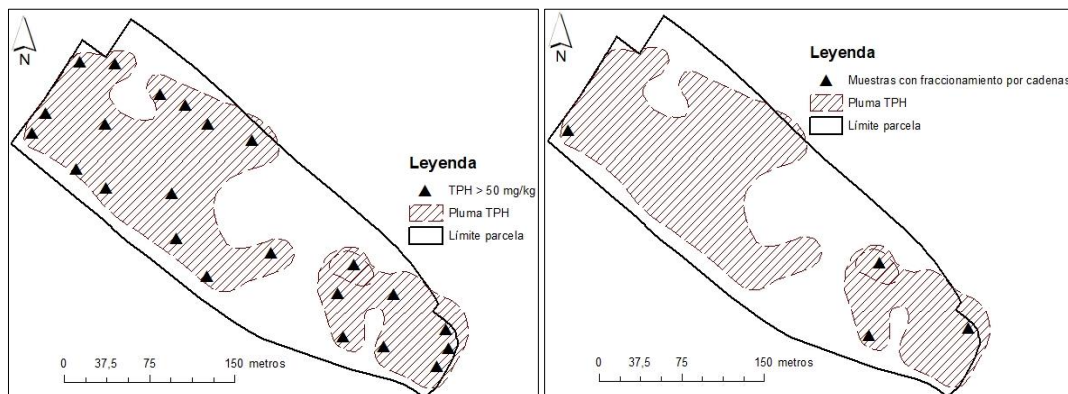 N
Leyenda
TPH > 50 mg/kg
Pluma TPH
Límite parcela
0 37,5 75 150 metros
N
Leyenda
Muestras con fraccionamiento por cadenas
Pluma TPH
Límite parcela
0 37,5 75 150 metros